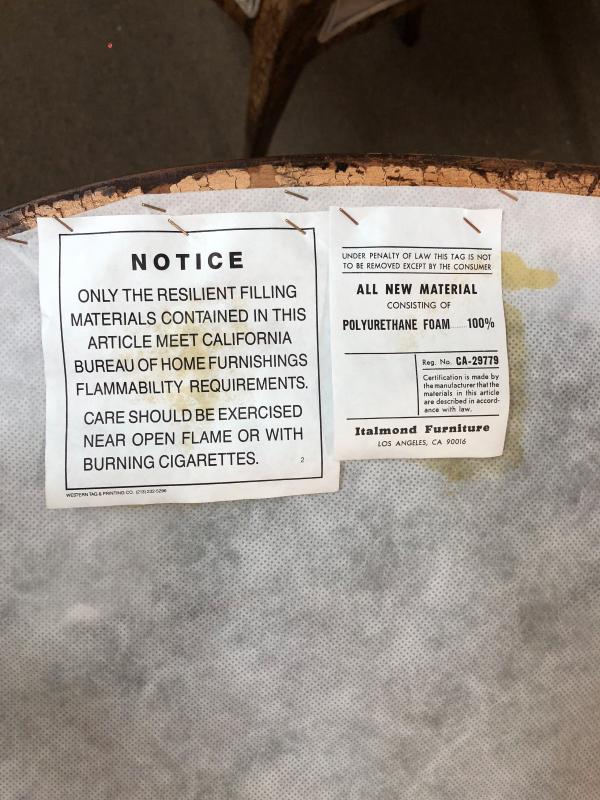 NOTICE
ONLY THE RESILIENT FILLING
MATERIALS CONTAINED IN THIS
ARTICLE MEET CALIFORNIA
BUREAU OF HOME FURNISHINGS
FLAMMABILITY REQUIREMENTS.
CARE SHOULD BE EXERCISED
NEAR OPEN FLAME OR WITH
BURNING CIGARETTES.
2
WESTERN TAG & PRINTING CO. (213) 232-5296
UNDER PENALTY OF LAW THIS TAG IS NOT
TO BE REMOVED EXCEPT BY THE CONSUMER
ALL NEW MATERIAL
CONSISTING OF
POLYURETHANE FOAM......100%
Reg. No. CA-29779
Certification is made by
the manufacturer that the
materials in this article
are described in accord-
ance with law.
Italmond Furniture
LOS ANGELES, CA 90016